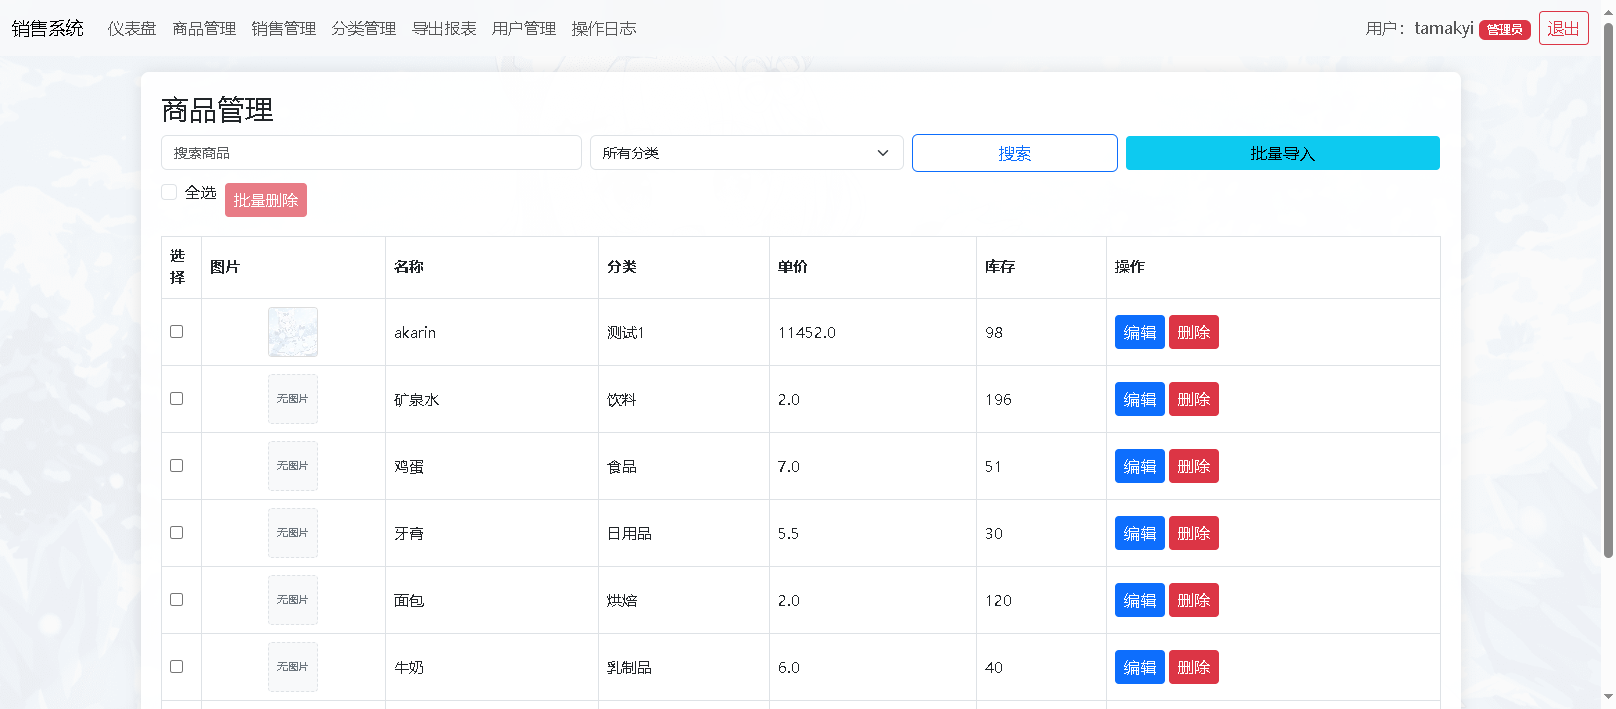 销售系统 仪表盘 商品管理 销售管理 分类管理 导出报表 用户管理 操作日志 用户：tamakyi 管理员 退出
商品管理
搜索商品 所有分类 搜索 批量导入
全选 批量删除
选择 图片 名称 分类 单价 库存 操作
akarin 测试1 11452.0 98 编辑 删除
无图片 矿泉水 饮料 2.0 196 编辑 删除
无图片 鸡蛋 食品 7.0 51 编辑 删除
无图片 牙膏 日用品 5.5 30 编辑 删除
无图片 面包 烘焙 2.0 120 编辑 删除
无图片 牛奶 乳制品 6.0 40 编辑 删除